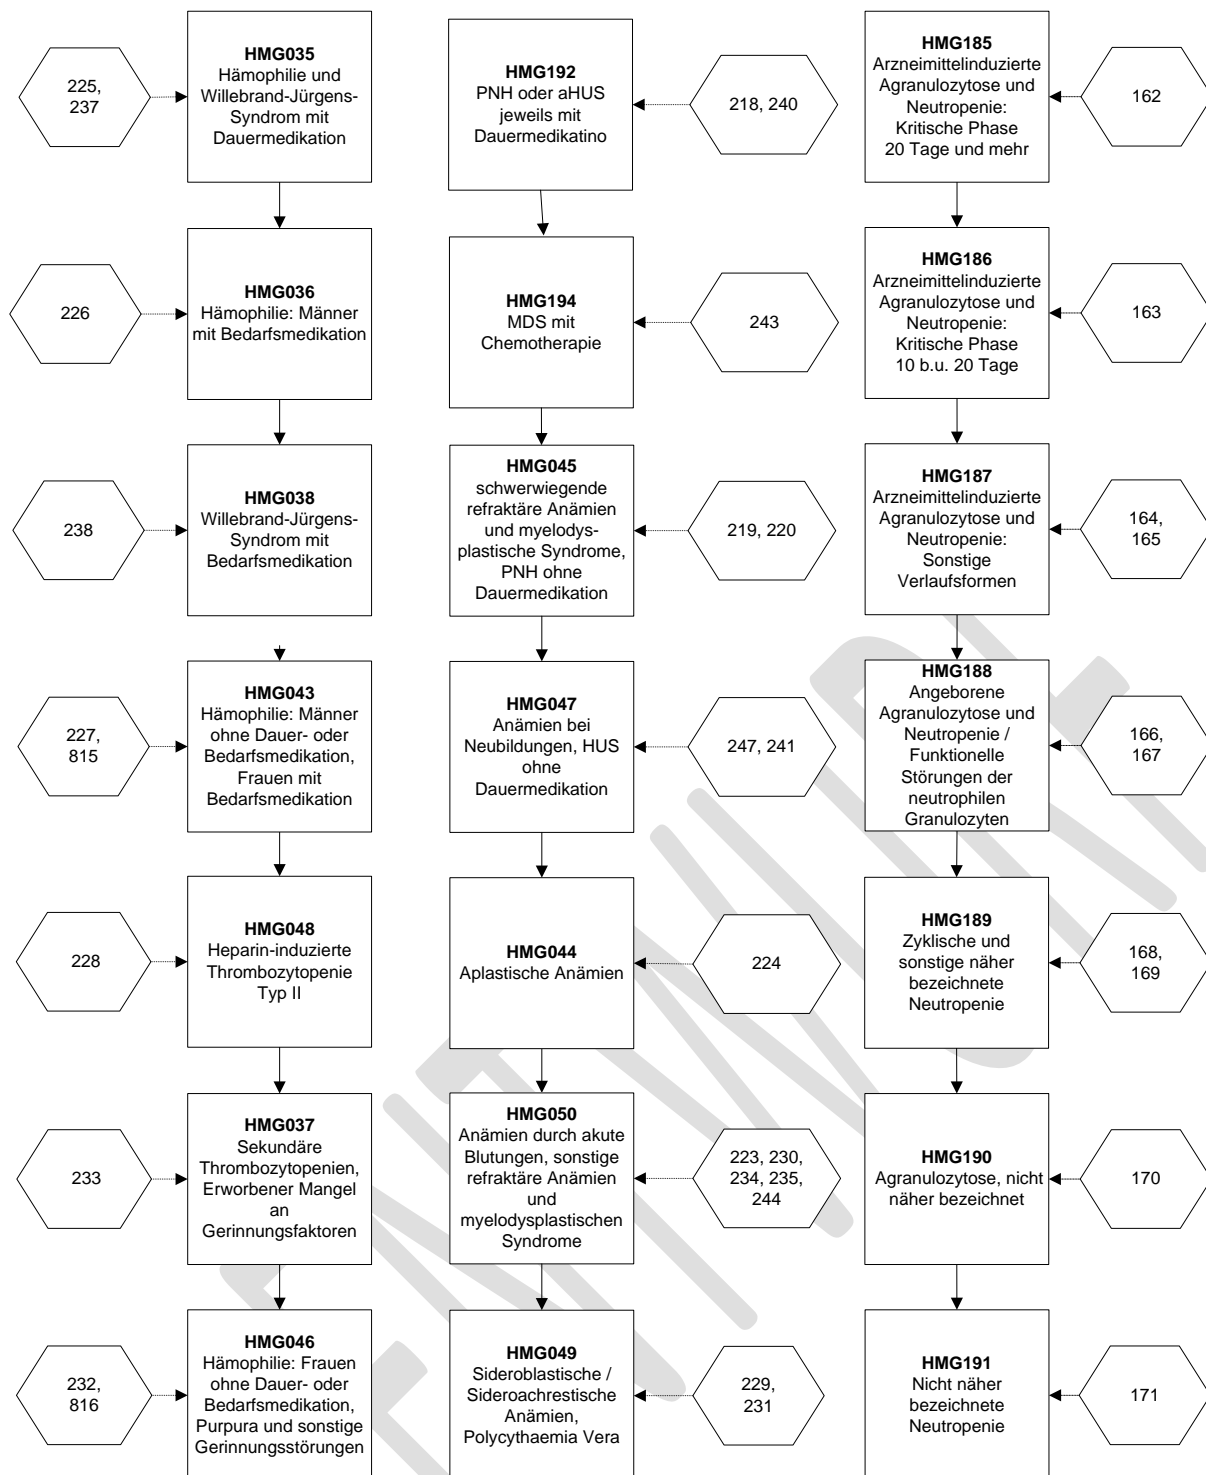 225,
237
HMG035
Hämophilie und
Willebrand-Jürgens-
Syndrom mit
Dauermedikation
226
HMG036
Hämophilie: Männer
mit Bedarfsmedikation
238
HMG038
Willebrand-Jürgens-
Syndrom mit
Bedarfsmedikation
227,
815
HMG043
Hämophilie: Männer
ohne Dauer- oder
Bedarfsmedikation,
Frauen mit
Bedarfsmedikation
228
HMG048
Heparin-induzierte
Thrombozytopenie
Typ II
233
HMG037
Sekundäre
Thrombozytopenien,
Erworbener Mangel
an
Gerinnungsfaktoren
232,
816
HMG046
Hämophilie: Frauen
ohne Dauer- oder
Bedarfsmedikation,
Purpura und sonstige
Gerinnungsstörungen
HMG192
PNH oder aHUS
jeweils mit
Dauermedikatino
218, 240
HMG194
MDS mit
Chemotherapie
243
HMG045
schwerwiegende
refraktäre Anämien
und myelodys-
plastische Syndrome,
PNH ohne
Dauermedikation
219, 220
HMG047
Anämien bei
Neubildungen, HUS
ohne
Dauermedikation
247, 241
HMG044
Aplastische Anämien
224
HMG050
Anämien durch akute
Blutungen, sonstige
refraktäre Anämien
und
myelodysplastischen
Syndrome
223, 230,
234, 235,
244
HMG049
Sideroblastische /
Sideroachrestische
Anämien,
Polycythaemia Vera
229,
231
HMG185
Arzneimittelinduzierte
Agranulozytose und
Neutropenie:
Kritische Phase
20 Tage und mehr
162
HMG186
Arzneimittelinduzierte
Agranulozytose und
Neutropenie:
Kritische Phase
10 b.u. 20 Tage
163
HMG187
Arzneimittelinduzierte
Agranulozytose und
Neutropenie:
Sonstige
Verlaufsformen
164,
165
HMG188
Angeborene
Agranulozytose und
Neutropenie /
Funktionelle
Störungen der
neutrophilen
Granulozyten
166,
167
HMG189
Zyklische und
sonstige näher
bezeichnete
Neutropenie
168,
169
HMG190
Agranulozytose, nicht
näher bezeichnet
170
HMG191
Nicht näher
bezeichnete
Neutropenie
171
ENTWURF